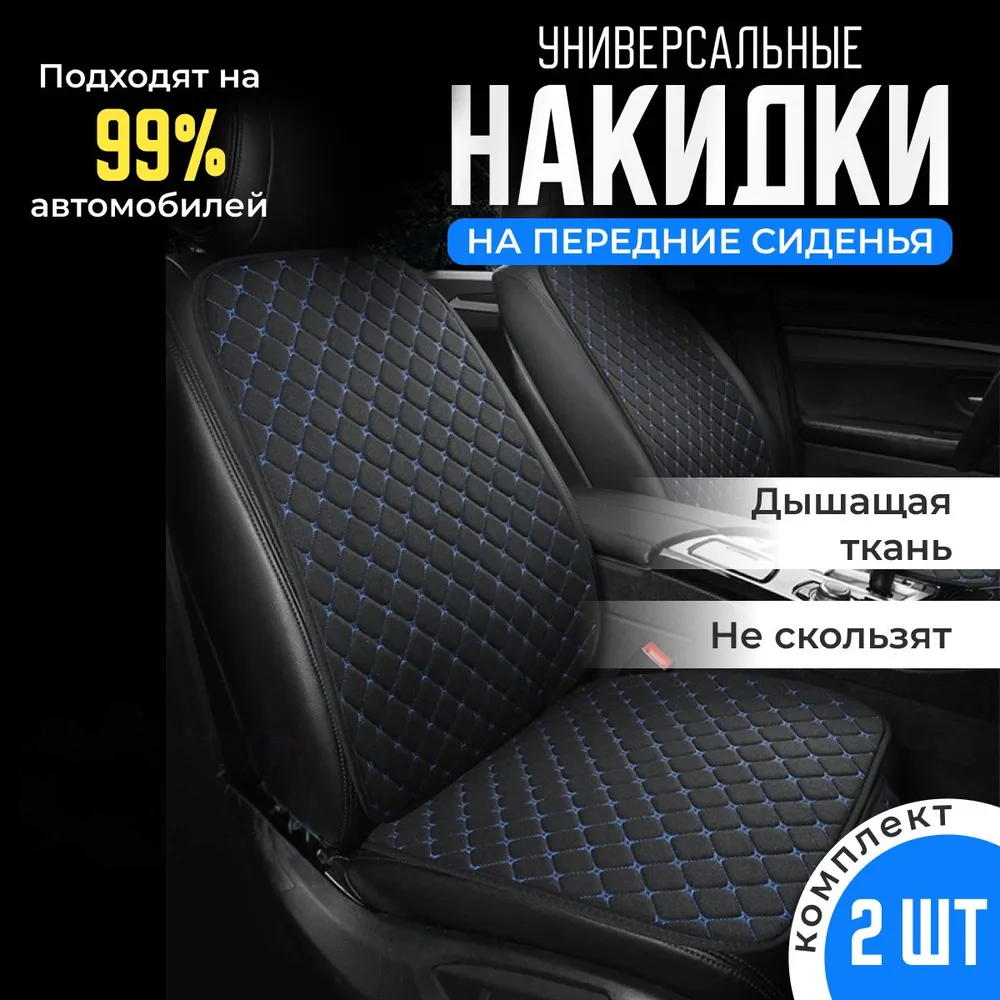 Подходят на
99%
автомобилей
УНИВЕРСАЛЬНЫЕ
НАКИДКИ
НА ПЕРЕДНИЕ СИДЕНЬЯ
Дышащая
ткань
Не скользят
КОМПЛЕКТ
2 ШТ